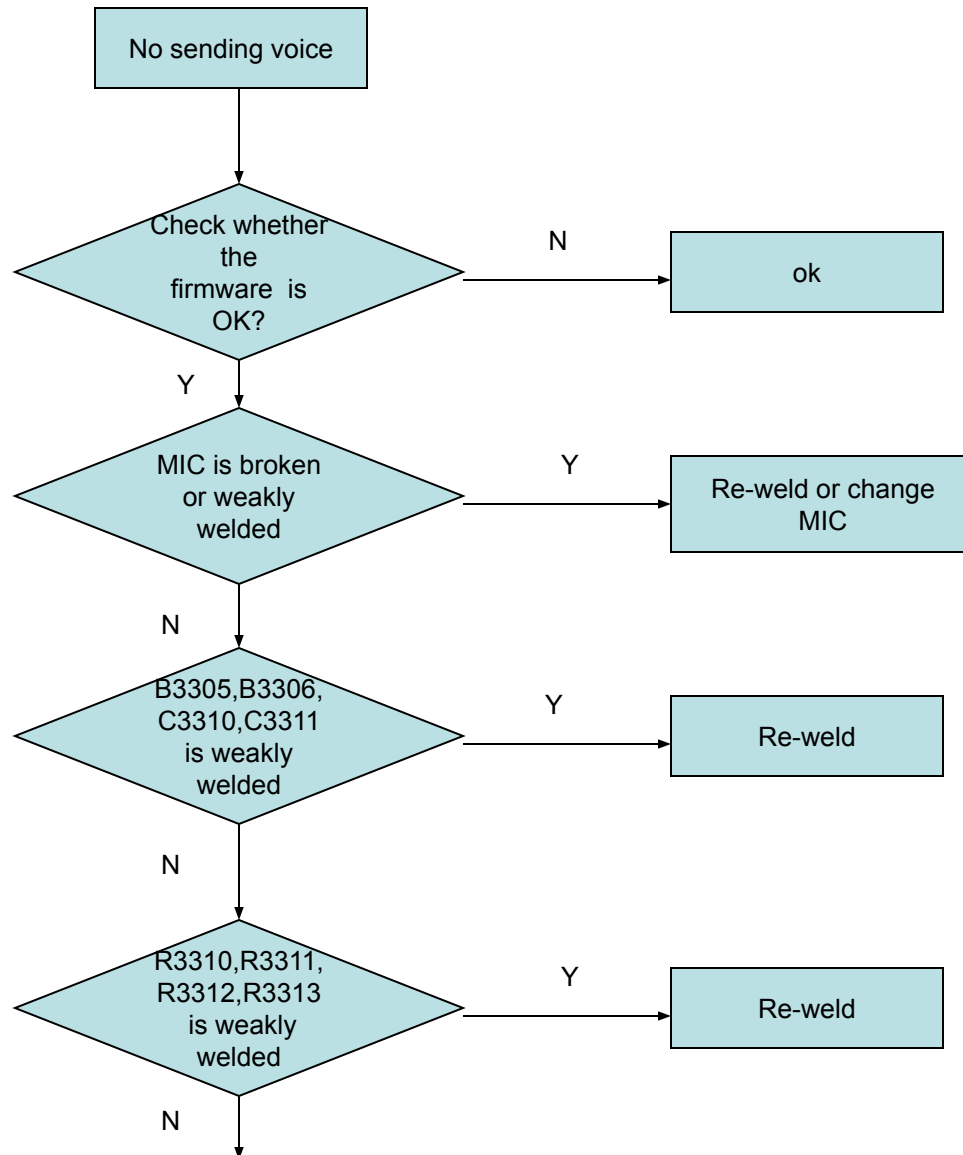 No sending voice
Check whether
the
firmware is
OK?
N
ok
Y
MIC is broken
or weakly
welded
Y
Re-weld or change
MIC
N
B3305,B3306,
C3310,C3311
is weakly
welded
Y
Re-weld
N
R3310,R3311,
R3312,R3313
is weakly
welded
Y
Re-weld
N